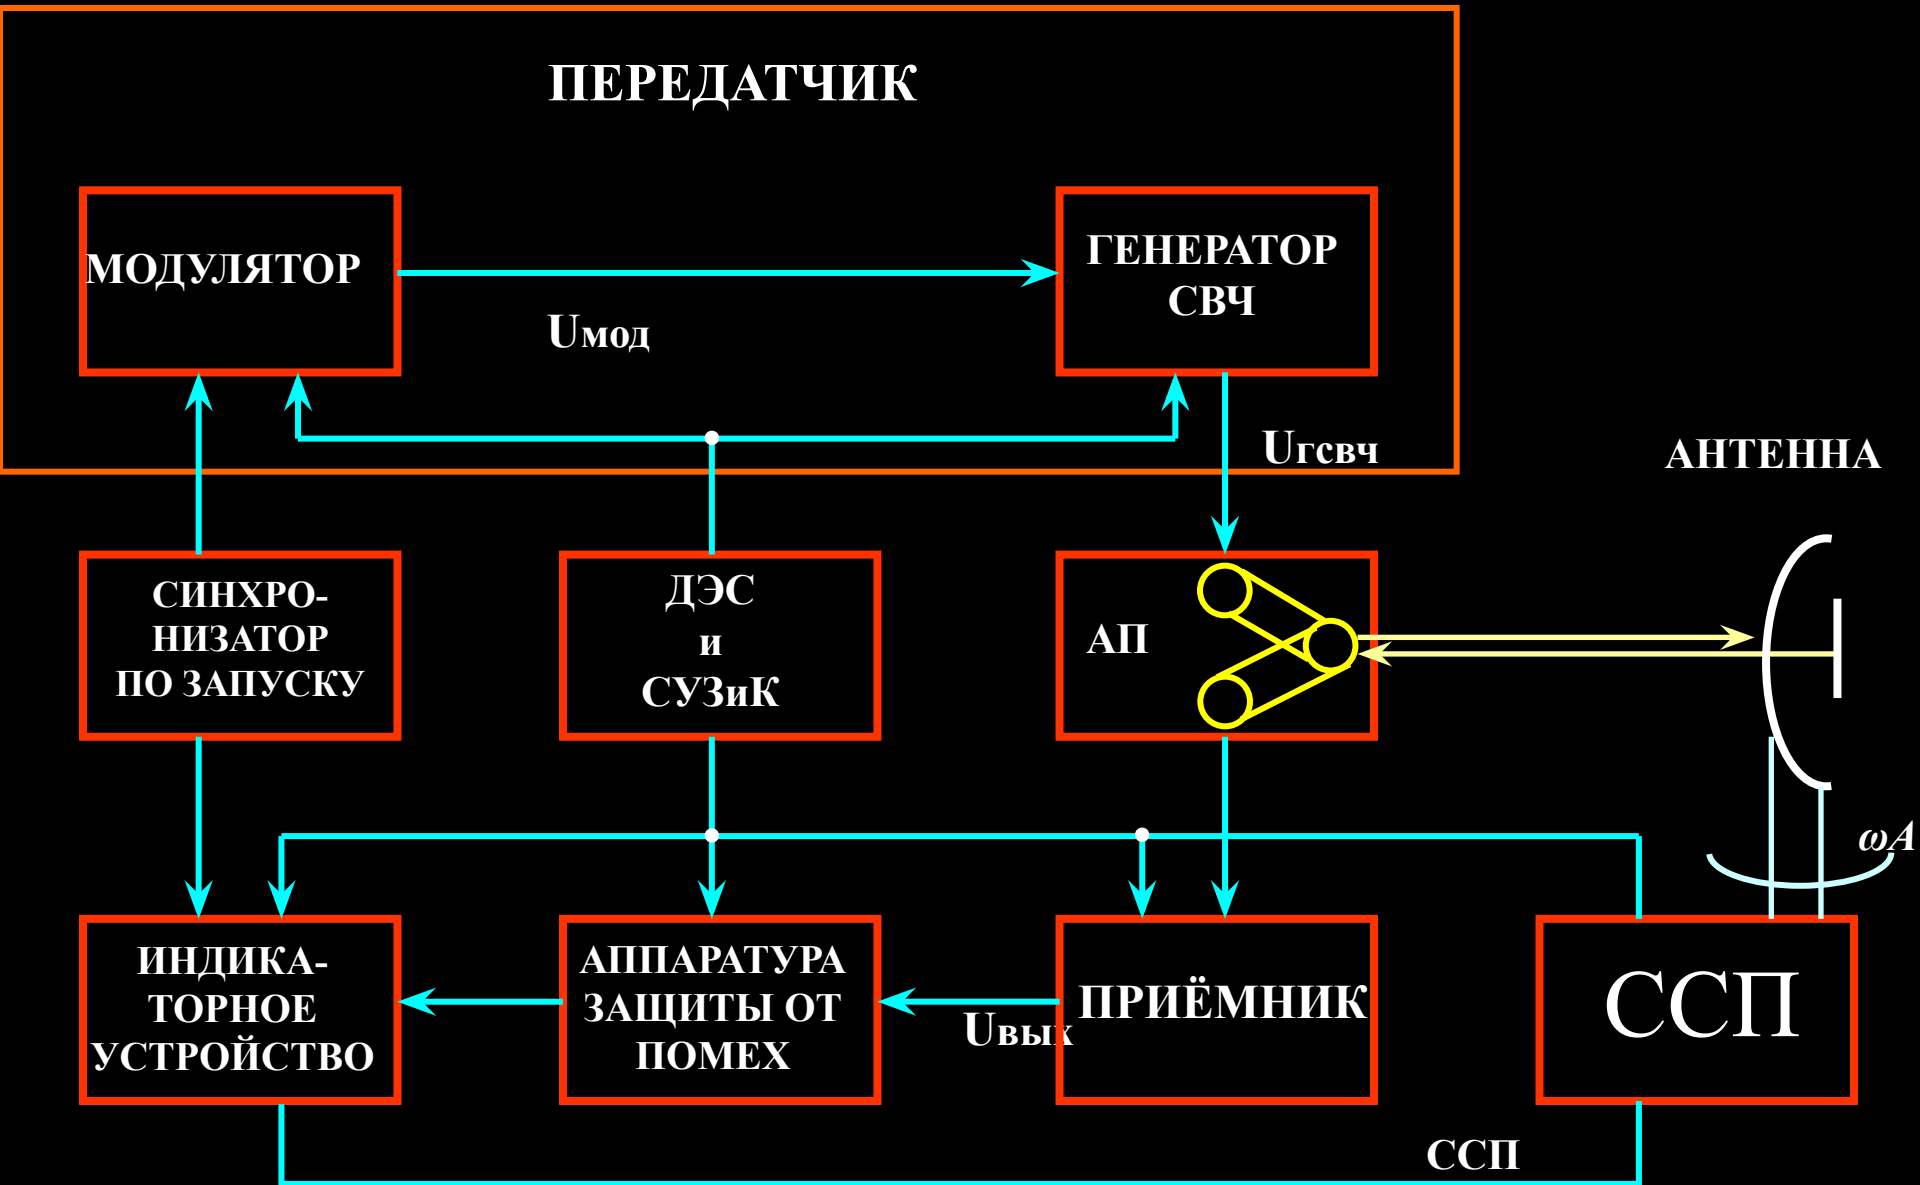 ПЕРЕДАТЧИК
МОДУЛЯТОР
ГЕНЕРАТОР
СВЧ
Uмод
Uгсвч
АНТЕННА
СИНХРО-
НИЗАТОР
ПО ЗАПУСКУ
ДЭС
и
СУЗиК
АП
ωА
ИНДИКА-
ТОРНОЕ
УСТРОЙСТВО
АППАРАТУРА
ЗАЩИТЫ ОТ
ПОМЕХ
Uвых
ПРИЁМНИК
ССП
ССП